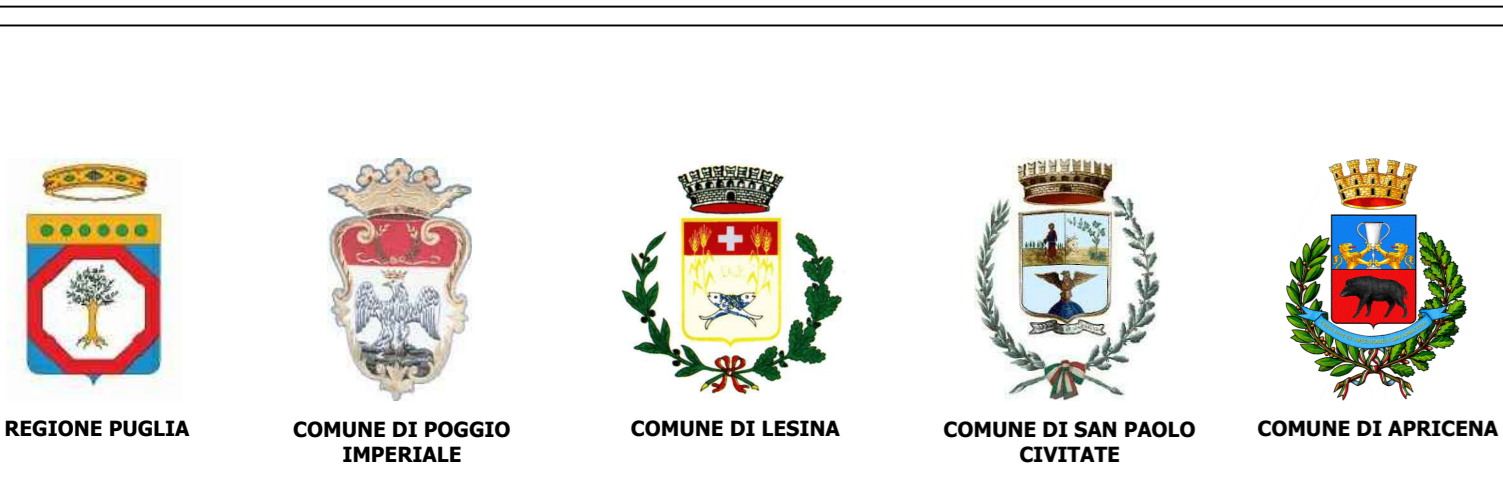 REGIONE PUGLIA
COMUNE DI POGGIO
IMPERIALE
COMUNE DI LESINA
COMUNE DI SAN PAOLO
CIVITATE
COMUNE DI APRICENA